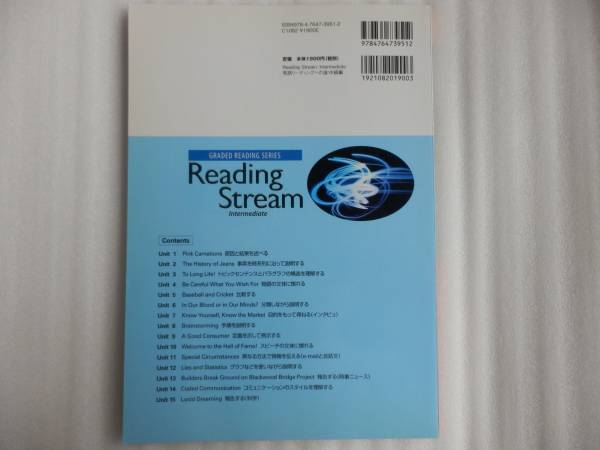 ISBN978-4-7647-3951-2
C1082 ¥1900E
定価 本体1900円(税別)
Reading Stream: Intermediate
英語リーディングへの道:中級編
9784764739512
1921082019003
GRADED READING SERIES
Reading
Stream
Intermediate
Contents
Unit 1 Pink Carnations 原因と結果を述べる
Unit 2 The History of Jeans 事実を時系列に沿って説明する
Unit 3 To Long Life! トピックセンテンスとパラグラフの構造を理解する
Unit 4 Be Careful What You Wish For 物語の文体に慣れる
Unit 5 Baseball and Cricket 比較する
Unit 6 In Our Blood or in Our Minds? 分類しながら説明する
Unit 7 Know Yourself, Know the Market 目的をもって尋ねる(インタビュー)
Unit 8 Brainstorming 手順を説明する
Unit 9 A Good Consumer 定義を示して例示する
Unit 10 Welcome to the Hall of Fame! スピーチの文体に慣れる
Unit 11 Special Circumstances 異なる方法で情報を伝える(e-mailと会話文)
Unit 12 Lies and Statistics グラフなどを使いながら説明する
Unit 13 Builders Break Ground on Blackwood Bridge Project 報告する(時事ニュース)
Unit 14 Coded Communication コミュニケーションのスタイルを理解する
Unit 15 Lucid Dreaming 報告する(科学)